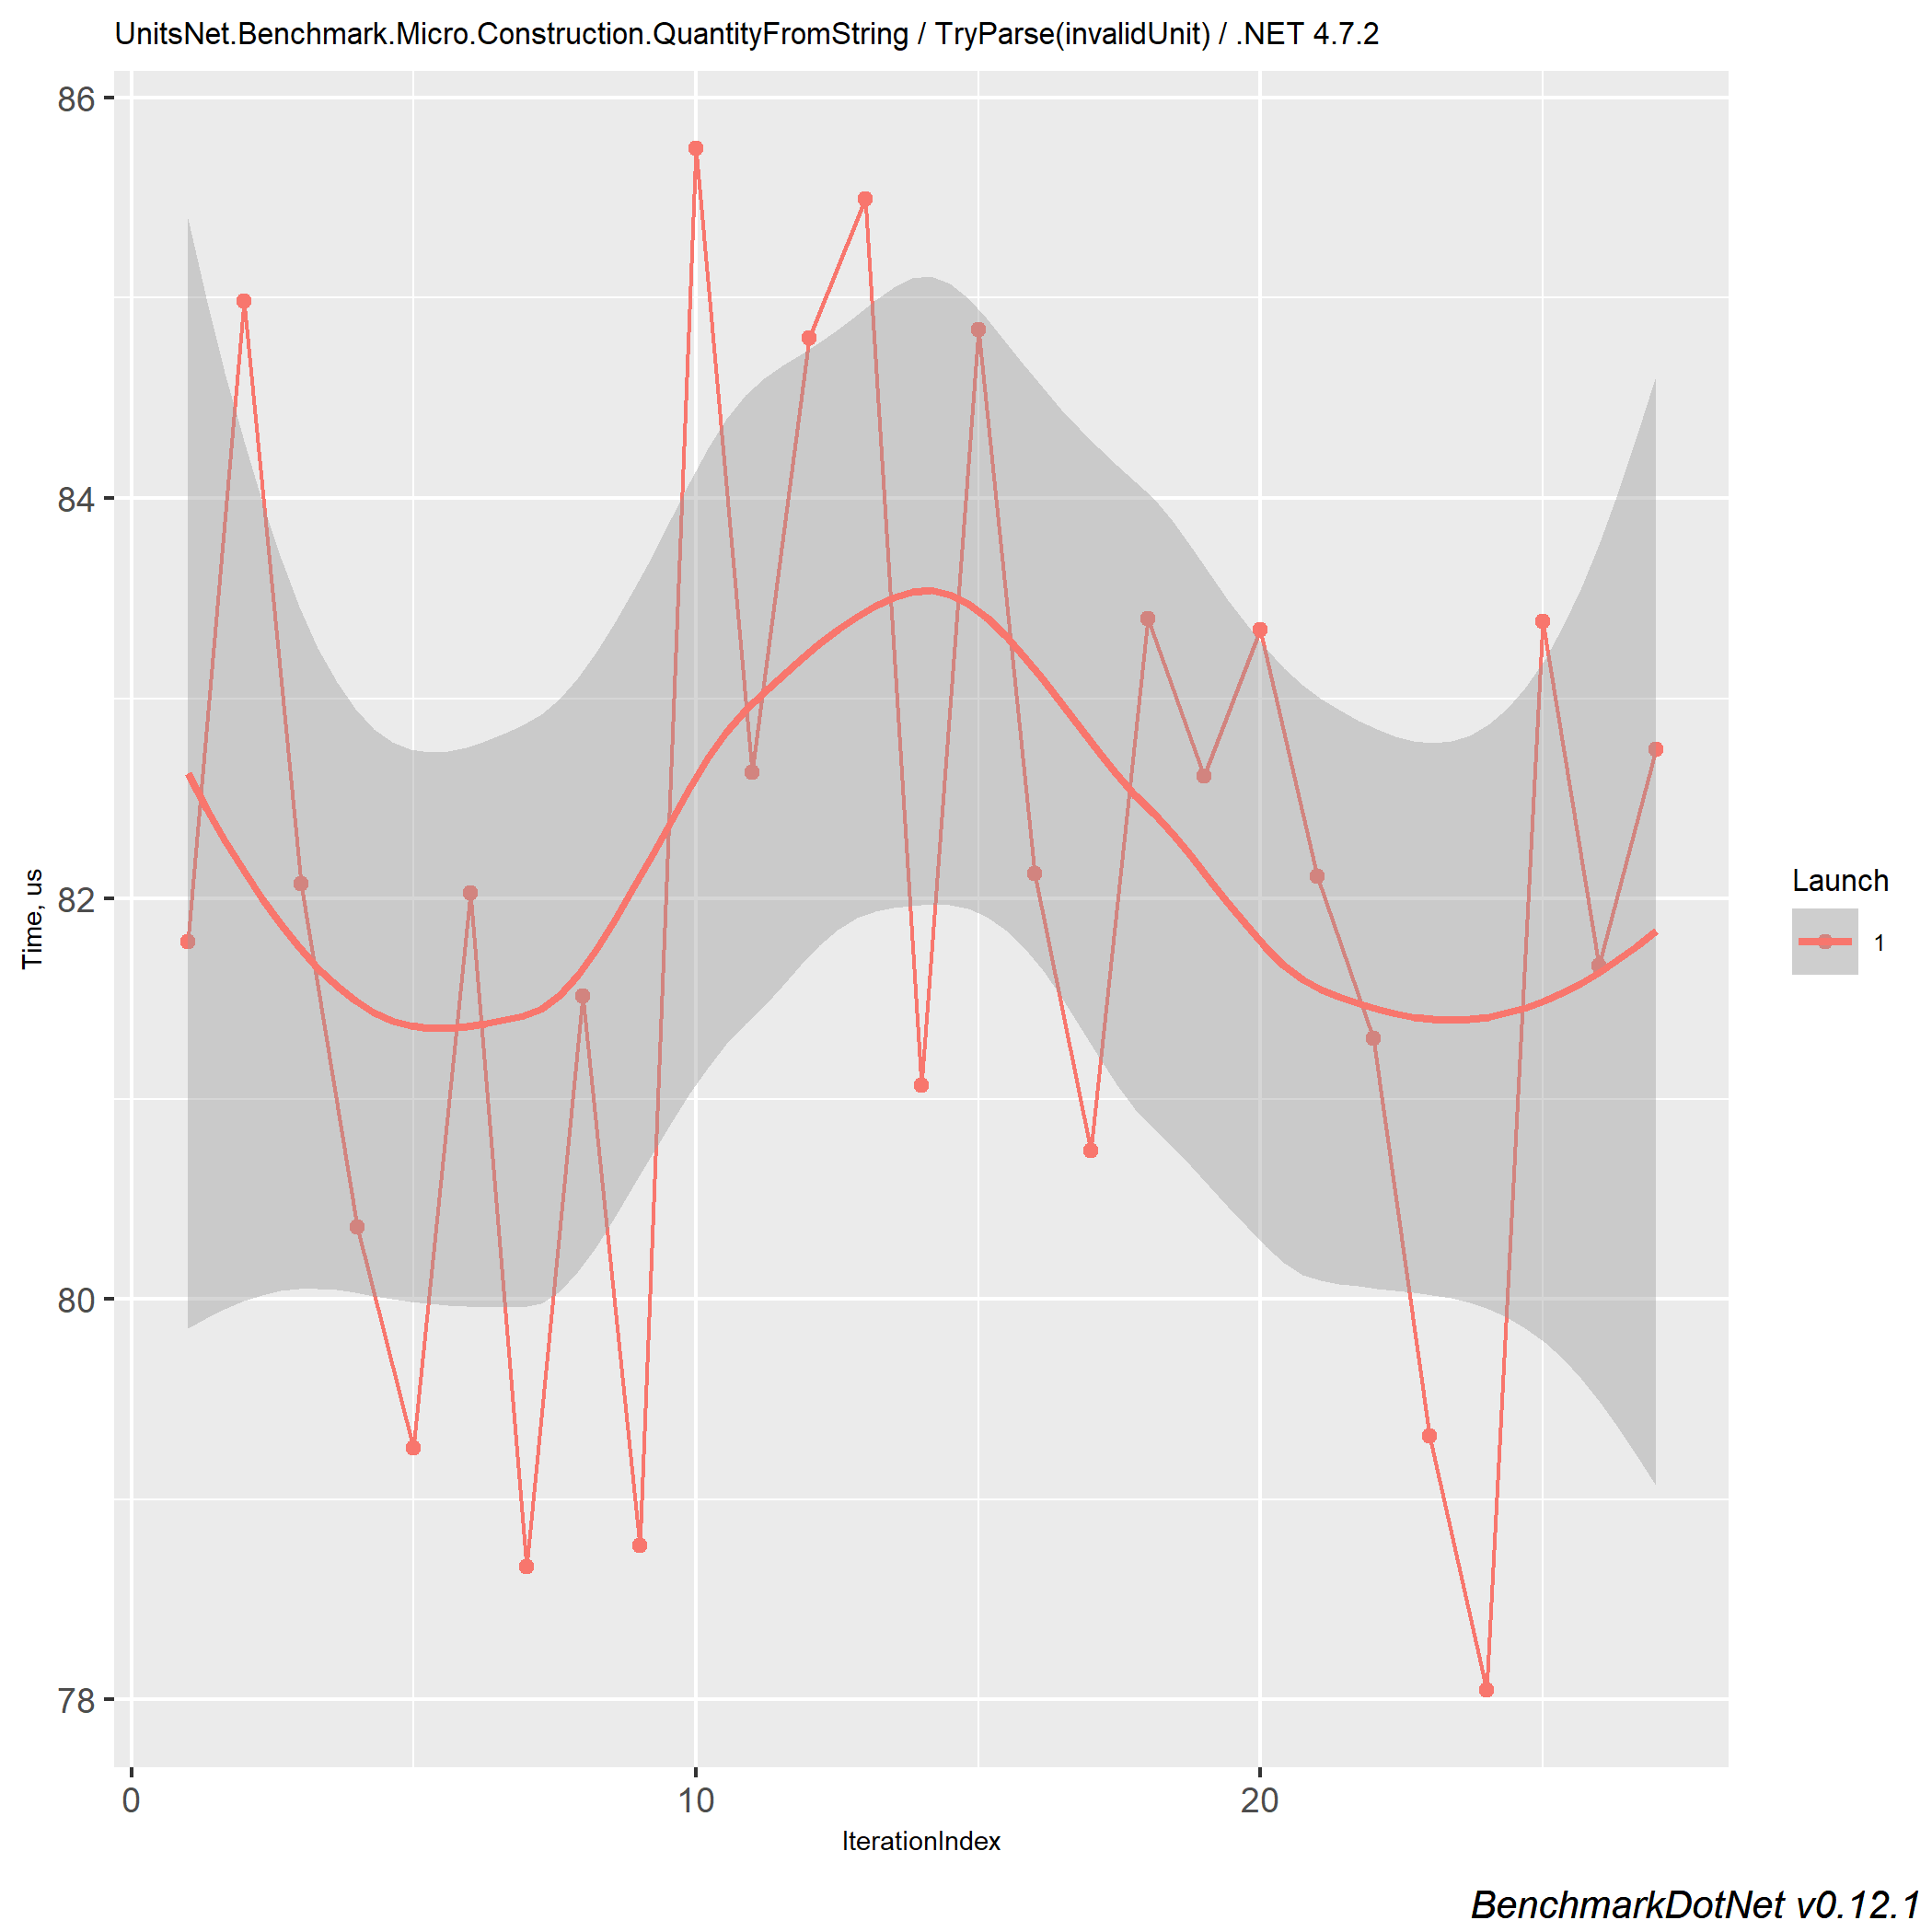 UnitsNet.Benchmark.Micro.Construction.QuantityFromString / TryParse(invalidUnit) / .NET 4.7.2
86
84
82
80
78
Time, us
0 10 20
IterationIndex
Launch
1
BenchmarkDotNet v0.12.1